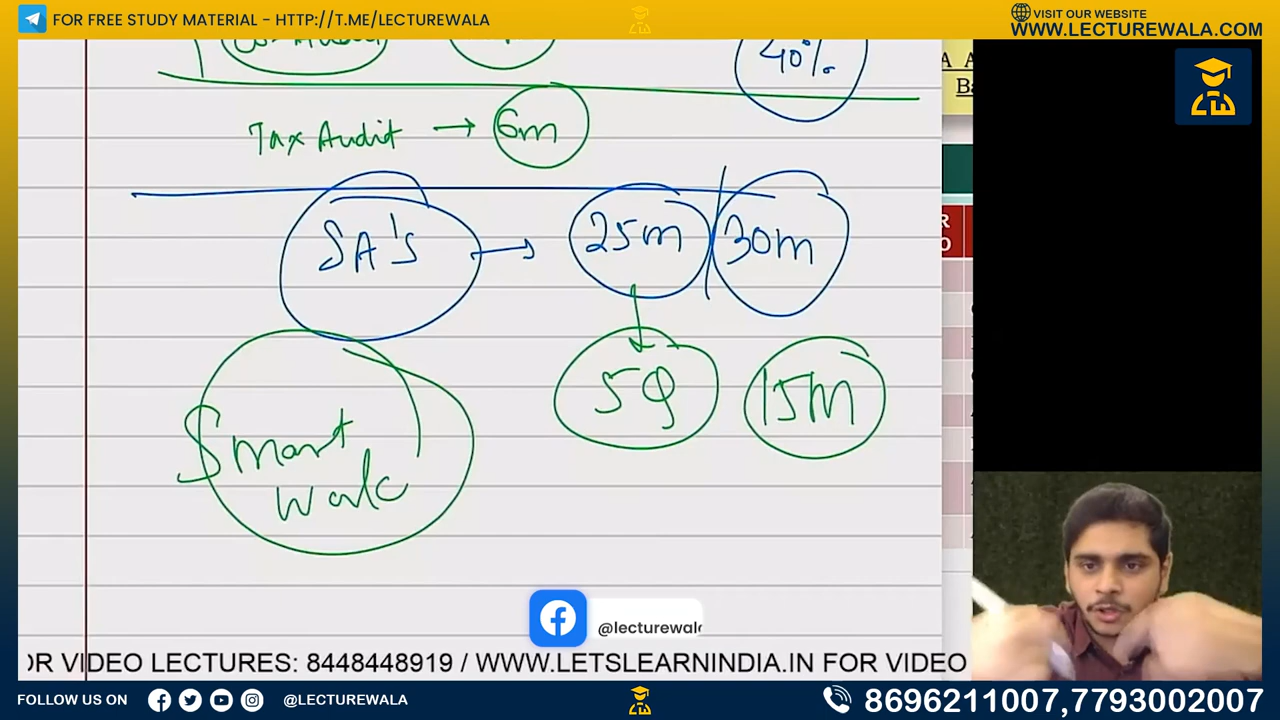 FOR FREE STUDY MATERIAL - HTTP://T.ME/LECTUREWALA
VISIT OUR WEBSITE
WWW.LECTUREWALA.COM
40%
Tax Audit → 6m
SA's → 25m | 30m
5Q 15M
Smart
Work
@lecturewal
OR VIDEO LECTURES: 8448448919 / WWW.LETSLEARNINDIA.IN FOR VIDEO
FOLLOW US ON @LECTUREWALA
8696211007,7793002007